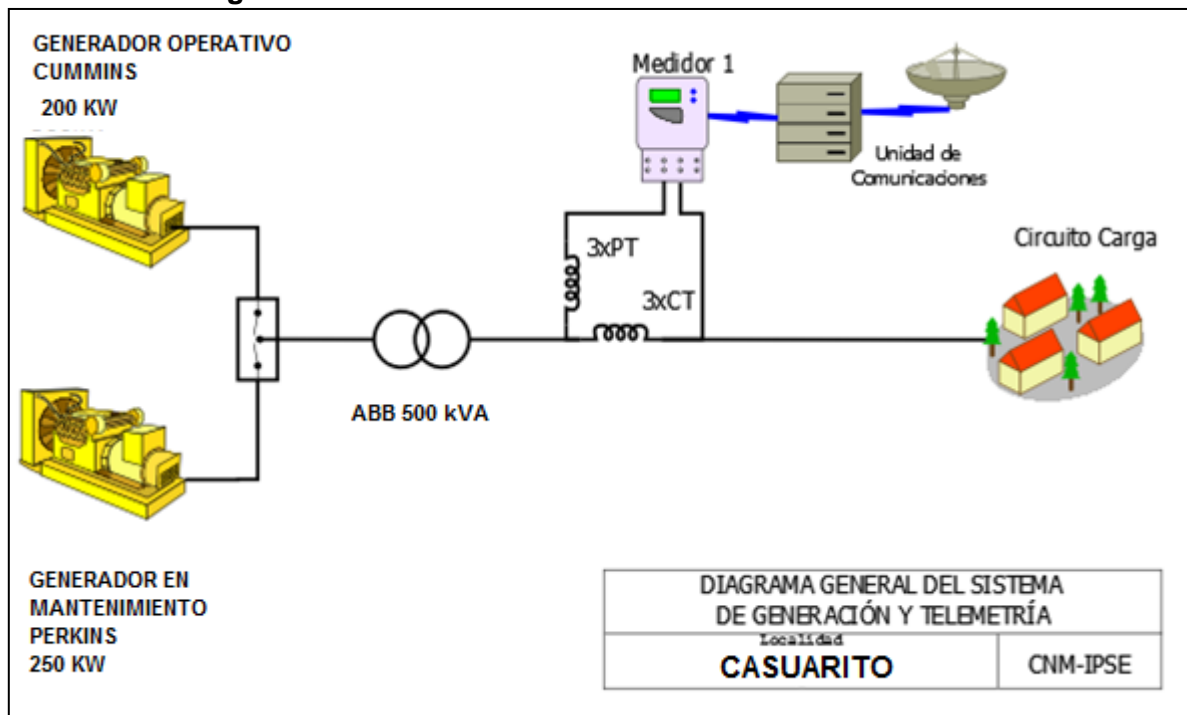 GENERADOR OPERATIVO
CUMMINS
200 KW
Medidor 1
Unidad de
Comunicaciones
3xPT
3xCT
Circuito Carga
ABB 500 kVA
GENERADOR EN
MANTENIMIENTO
PERKINS
250 KW
DIAGRAMA GENERAL DEL SISTEMA
DE GENERACIÓN Y TELEMETRÍA
Localidad
CASUARITO
CNM-IPSE